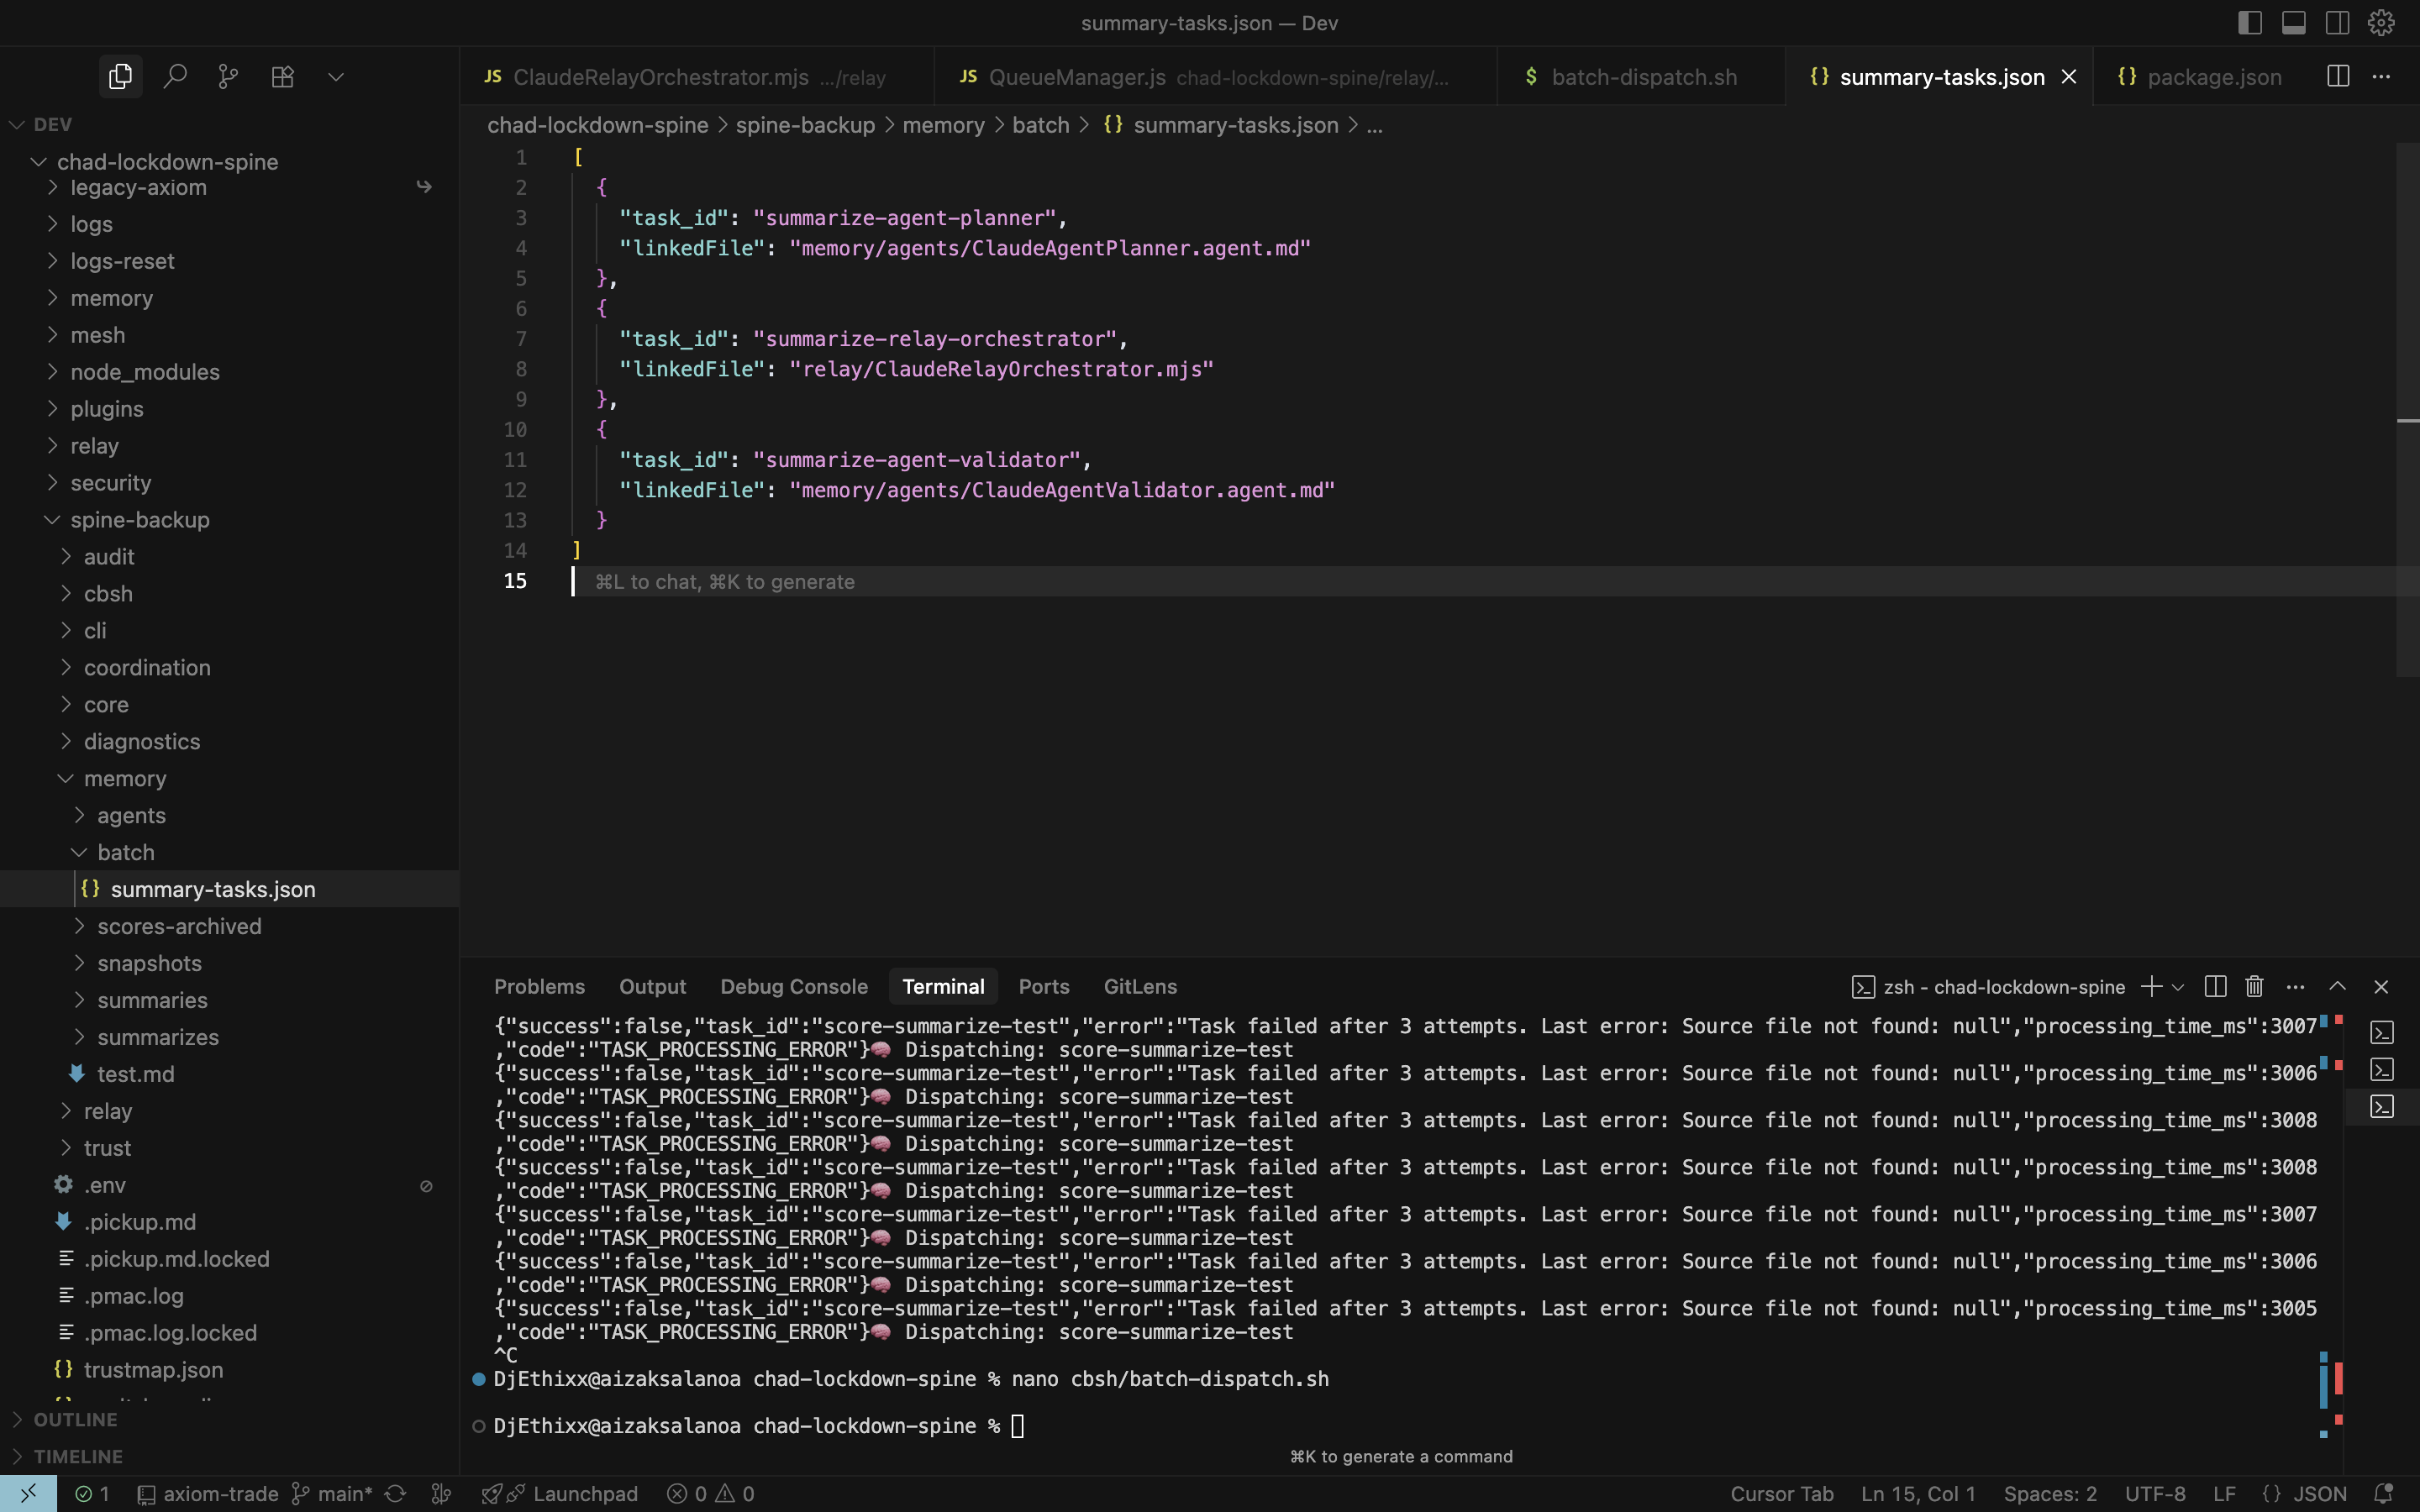 summary-tasks.json — Dev
JS ClaudeRelayOrchestrator.mjs .../relay
JS QueueManager.js chad-lockdown-spine/relay/...
$ batch-dispatch.sh
{} summary-tasks.json
{} package.json
DEV
chad-lockdown-spine
legacy-axiom
logs
logs-reset
memory
mesh
node_modules
plugins
relay
security
spine-backup
audit
cbsh
cli
coordination
core
diagnostics
memory
agents
batch
{} summary-tasks.json
scores-archived
snapshots
summaries
summarizes
test.md
relay
trust
.env
.pickup.md
.pickup.md.locked
.pmac.log
.pmac.log.locked
{} trustmap.json
OUTLINE
TIMELINE
chad-lockdown-spine > spine-backup > memory > batch > {} summary-tasks.json > ...
1 [
2 {
3 "task_id": "summarize-agent-planner",
4 "linkedFile": "memory/agents/ClaudeAgentPlanner.agent.md"
5 },
6 {
7 "task_id": "summarize-relay-orchestrator",
8 "linkedFile": "relay/ClaudeRelayOrchestrator.mjs"
9 },
10 {
11 "task_id": "summarize-agent-validator",
12 "linkedFile": "memory/agents/ClaudeAgentValidator.agent.md"
13 }
14 ]
15 ⌘L to chat, ⌘K to generate
Problems Output Debug Console Terminal Ports GitLens
zsh - chad-lockdown-spine
{"success":false,"task_id":"score-summarize-test","error":"Task failed after 3 attempts. Last error: Source file not found: null","processing_time_ms":3007
,"code":"TASK_PROCESSING_ERROR"}🧠 Dispatching: score-summarize-test
{"success":false,"task_id":"score-summarize-test","error":"Task failed after 3 attempts. Last error: Source file not found: null","processing_time_ms":3006
,"code":"TASK_PROCESSING_ERROR"}🧠 Dispatching: score-summarize-test
{"success":false,"task_id":"score-summarize-test","error":"Task failed after 3 attempts. Last error: Source file not found: null","processing_time_ms":3008
,"code":"TASK_PROCESSING_ERROR"}🧠 Dispatching: score-summarize-test
{"success":false,"task_id":"score-summarize-test","error":"Task failed after 3 attempts. Last error: Source file not found: null","processing_time_ms":3008
,"code":"TASK_PROCESSING_ERROR"}🧠 Dispatching: score-summarize-test
{"success":false,"task_id":"score-summarize-test","error":"Task failed after 3 attempts. Last error: Source file not found: null","processing_time_ms":3007
,"code":"TASK_PROCESSING_ERROR"}🧠 Dispatching: score-summarize-test
{"success":false,"task_id":"score-summarize-test","error":"Task failed after 3 attempts. Last error: Source file not found: null","processing_time_ms":3006
,"code":"TASK_PROCESSING_ERROR"}🧠 Dispatching: score-summarize-test
{"success":false,"task_id":"score-summarize-test","error":"Task failed after 3 attempts. Last error: Source file not found: null","processing_time_ms":3005
,"code":"TASK_PROCESSING_ERROR"}🧠 Dispatching: score-summarize-test
^C
DjEthixx@aizaksalanoa chad-lockdown-spine % nano cbsh/batch-dispatch.sh
DjEthixx@aizaksalanoa chad-lockdown-spine %
⌘K to generate a command
1 axiom-trade main* Launchpad 0 0
Cursor Tab Ln 15, Col 1 Spaces: 2 UTF-8 LF {} JSON